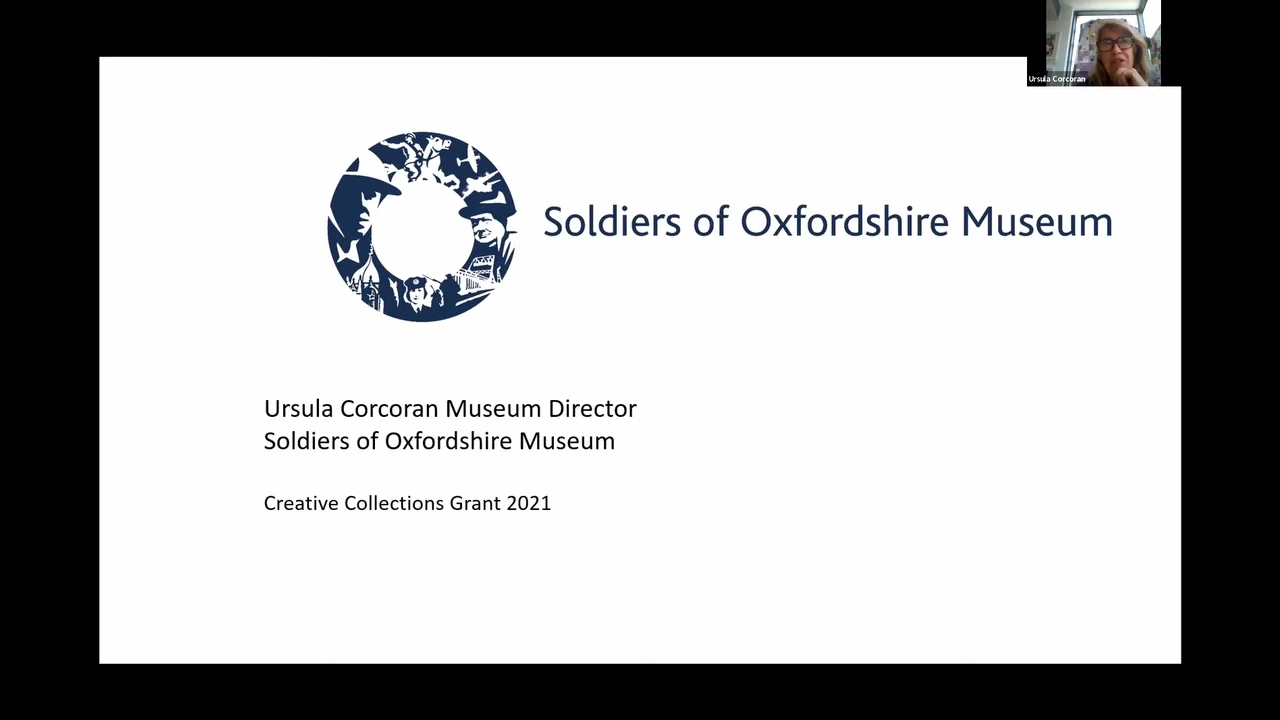 Ursula Corcoran
Soldiers of Oxfordshire Museum
Ursula Corcoran Museum Director
Soldiers of Oxfordshire Museum
Creative Collections Grant 2021